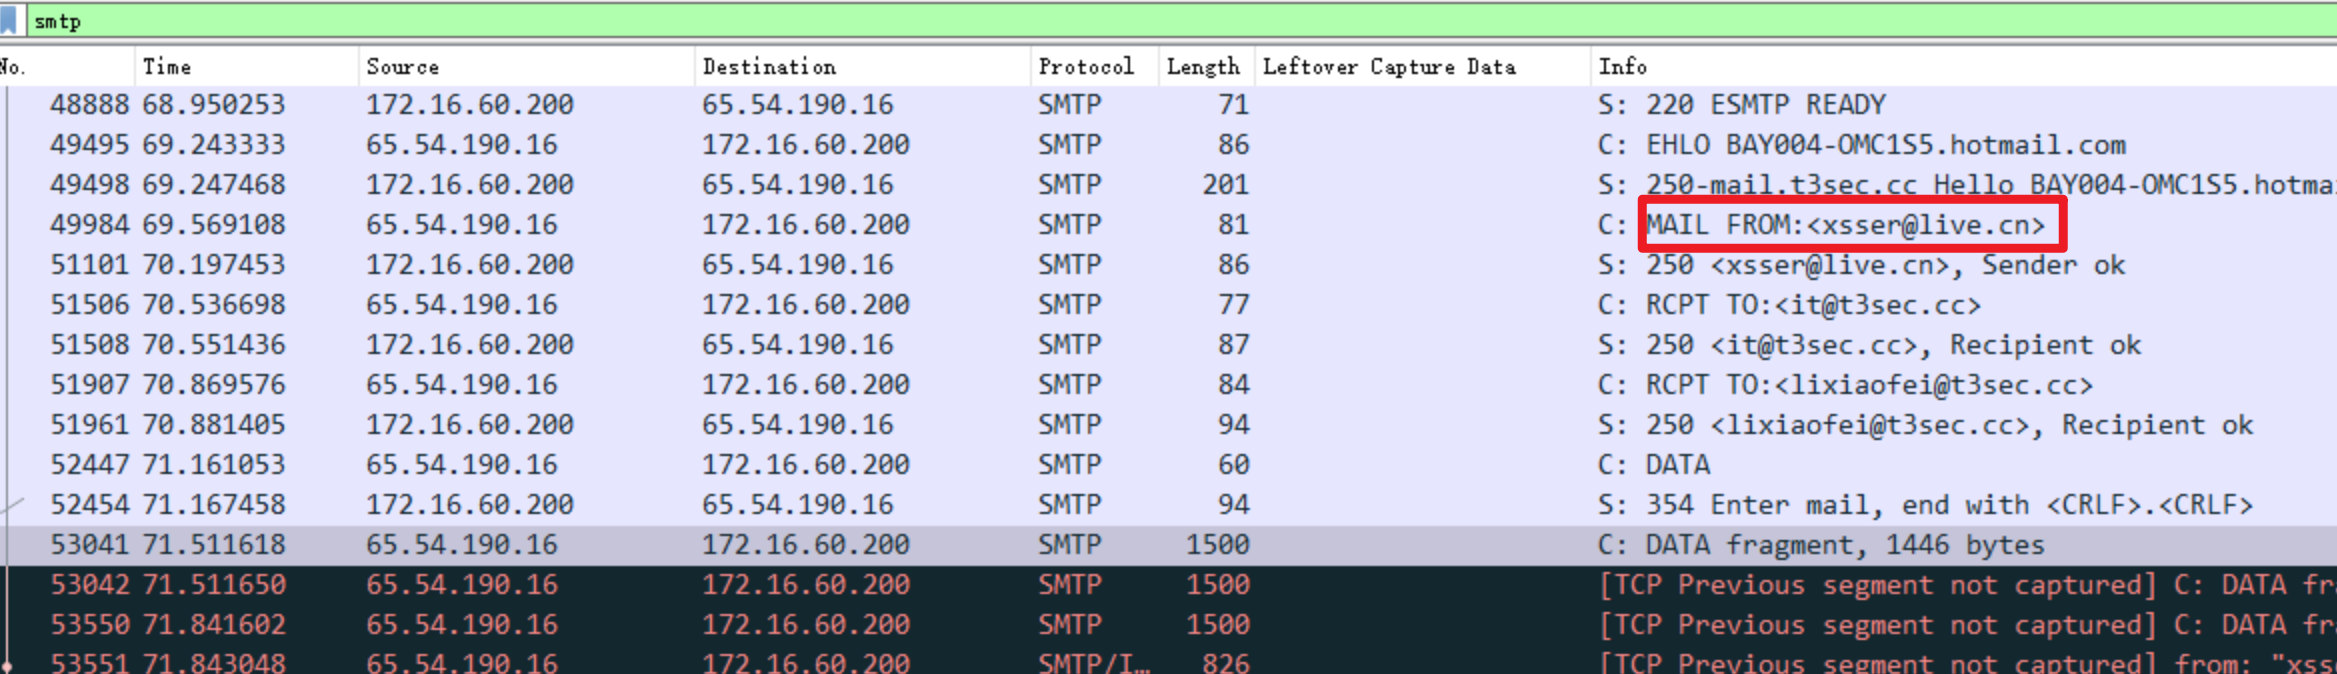 smtp
No. Time Source Destination Protocol Length Leftover Capture Data Info
48888 68.950253 172.16.60.200 65.54.190.16 SMTP 71 S: 220 ESMTP READY
49495 69.243333 65.54.190.16 172.16.60.200 SMTP 86 C: EHLO BAY004-OMC1S5.hotmail.com
49498 69.247468 172.16.60.200 65.54.190.16 SMTP 201 S: 250-mail.t3sec.cc Hello BAY004-OMC1S5.hotma
49984 69.569108 65.54.190.16 172.16.60.200 SMTP 81 C: MAIL FROM:<xsser@live.cn>
51101 70.197453 172.16.60.200 65.54.190.16 SMTP 86 S: 250 <xsser@live.cn>, Sender ok
51506 70.536698 65.54.190.16 172.16.60.200 SMTP 77 C: RCPT TO:<it@t3sec.cc>
51508 70.551436 172.16.60.200 65.54.190.16 SMTP 87 S: 250 <it@t3sec.cc>, Recipient ok
51907 70.869576 65.54.190.16 172.16.60.200 SMTP 84 C: RCPT TO:<lixiaofei@t3sec.cc>
51961 70.881405 172.16.60.200 65.54.190.16 SMTP 94 S: 250 <lixiaofei@t3sec.cc>, Recipient ok
52447 71.161053 65.54.190.16 172.16.60.200 SMTP 60 C: DATA
52454 71.167458 172.16.60.200 65.54.190.16 SMTP 94 S: 354 Enter mail, end with <CRLF>.<CRLF>
53041 71.511618 65.54.190.16 172.16.60.200 SMTP 1500 C: DATA fragment, 1446 bytes
53042 71.511650 65.54.190.16 172.16.60.200 SMTP 1500 [TCP Previous segment not captured] C: DATA fr
53550 71.841602 65.54.190.16 172.16.60.200 SMTP 1500 [TCP Previous segment not captured] C: DATA fr
53551 71.843048 65.54.190.16 172.16.60.200 SMTP/I… 826 [TCP Previous segment not captured] from: "xss